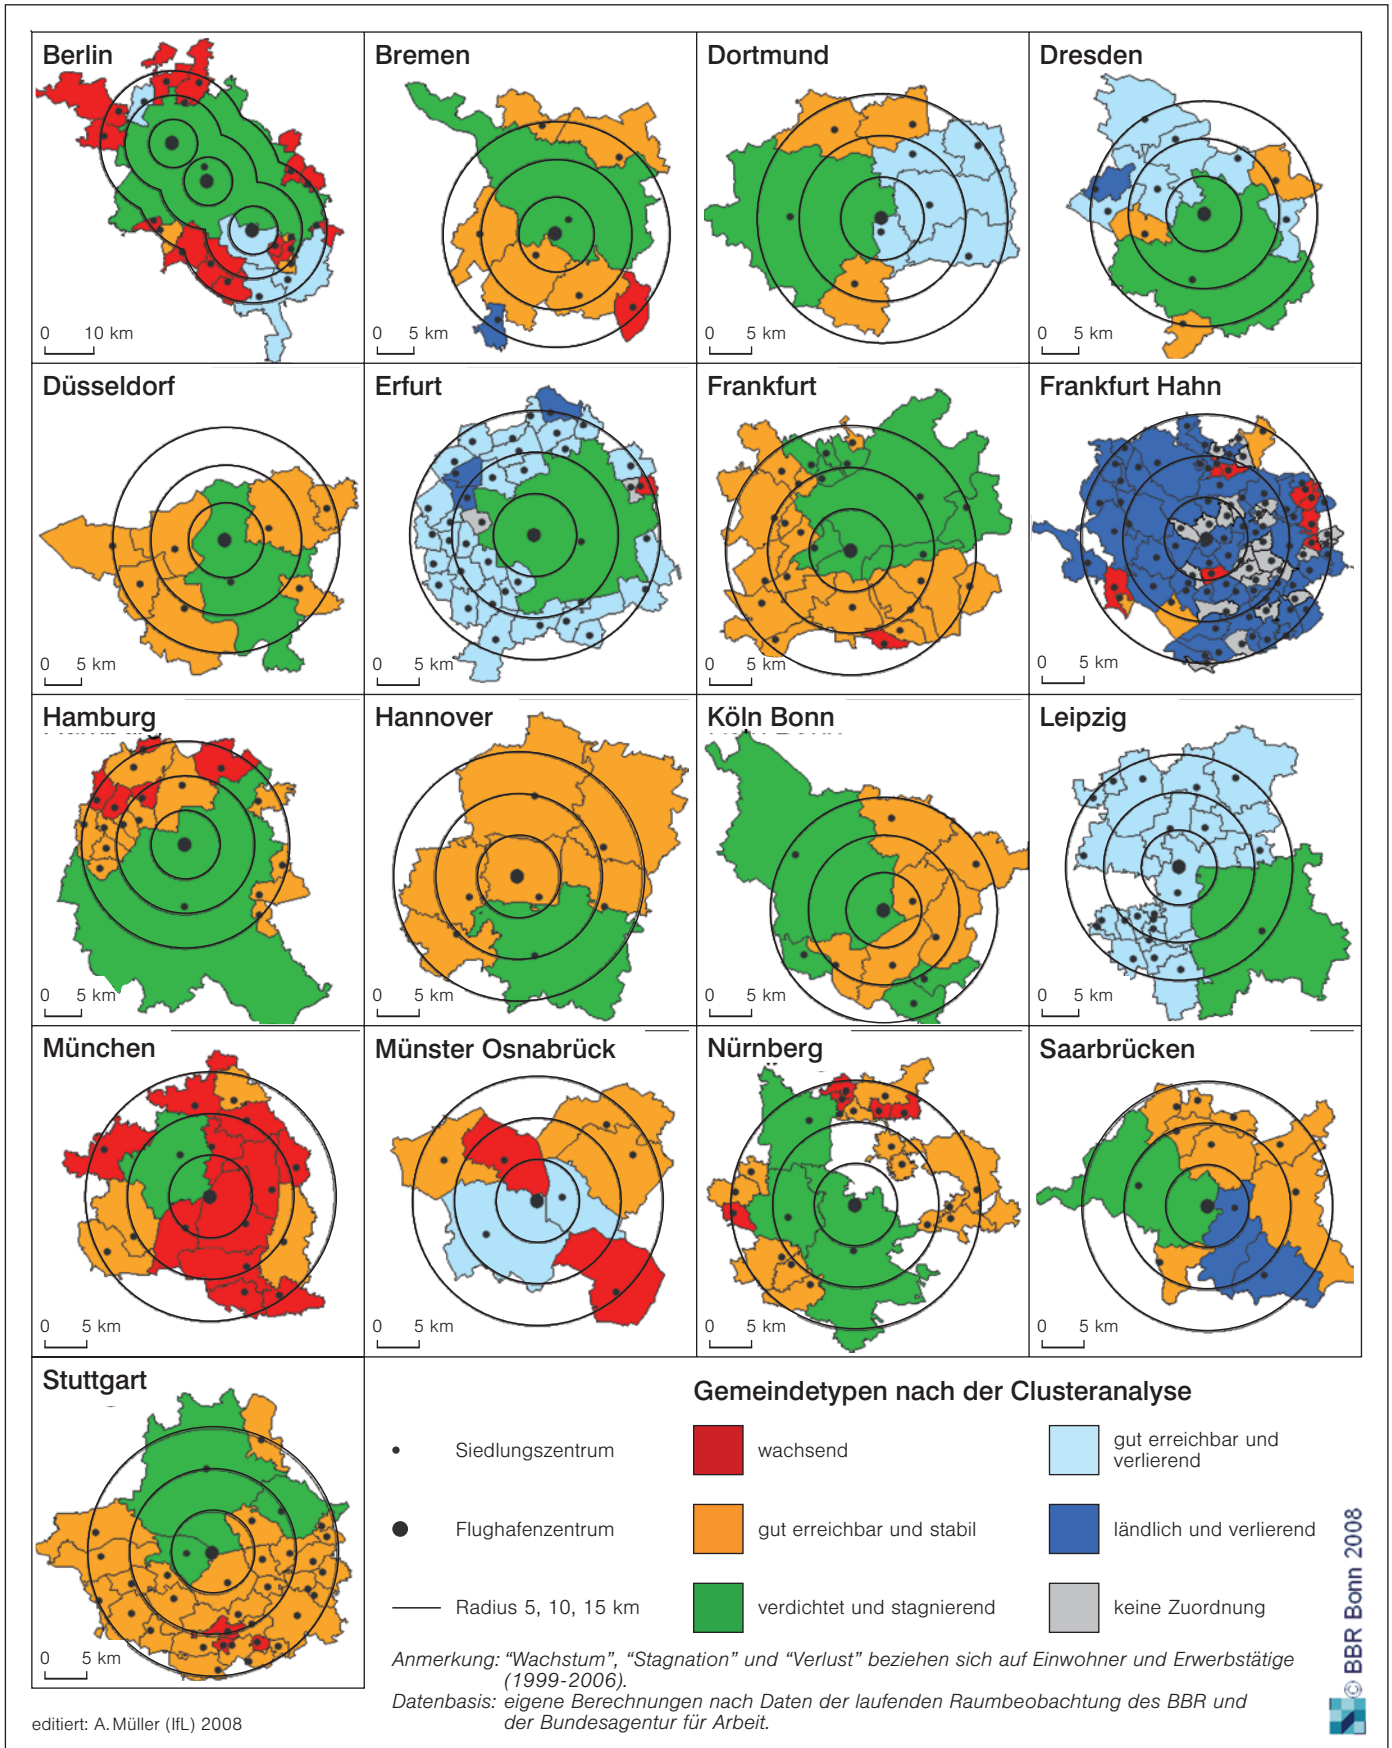 Berlin
0 10 km
Bremen
0 5 km
Dortmund
0 5 km
Dresden
0 5 km
Düsseldorf
0 5 km
Erfurt
0 5 km
Frankfurt
0 5 km
Frankfurt Hahn
0 5 km
Hamburg
0 5 km
Hannover
0 5 km
Köln Bonn
0 5 km
Leipzig
0 5 km
München
0 5 km
Münster Osnabrück
0 5 km
Nürnberg
0 5 km
Saarbrücken
0 5 km
Stuttgart
0 5 km
Gemeindetypen nach der Clusteranalyse
Siedlungszentrum
Flughafenzentrum
Radius 5, 10, 15 km
wachsend
gut erreichbar und stabil
verdichtet und stagnierend
gut erreichbar und
verlierend
ländlich und verlierend
keine Zuordnung
Anmerkung: “Wachstum”, “Stagnation” und “Verlust” beziehen sich auf Einwohner und Erwerbstätige
(1999-2006).
Datenbasis: eigene Berechnungen nach Daten der laufenden Raumbeobachtung des BBR und
der Bundesagentur für Arbeit.
editiert: A. Müller (IfL) 2008
© BBR Bonn 2008